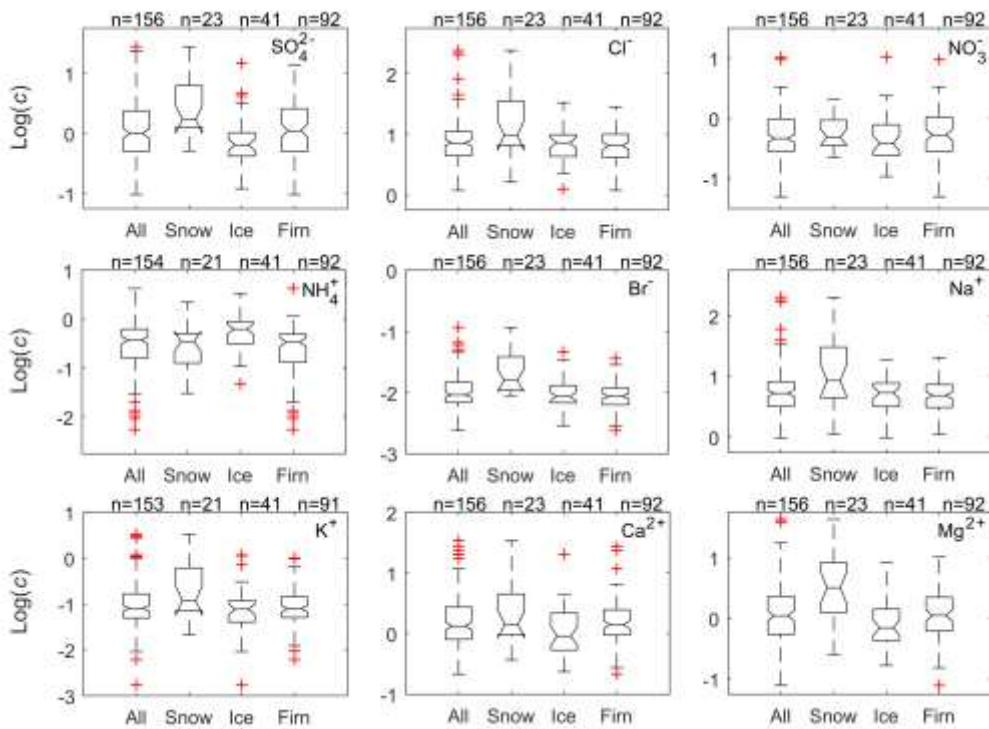 n=156 n=23 n=41 n=92 n=156 n=23 n=41 n=92 n=156 n=23 n=41 n=92
SO₄²⁻ Cl⁻ NO₃⁻
Log(c)
1
0
-1
2
1
0
1
0
-1
All Snow Ice Firn All Snow Ice Firn All Snow Ice Firn
n=154 n=21 n=41 n=92 n=156 n=23 n=41 n=92 n=156 n=23 n=41 n=92
NH₄⁺ Br⁻ Na⁺
Log(c)
1
0
-1
-2
0
-1
-2
-3
2
1
0
All Snow Ice Firn All Snow Ice Firn All Snow Ice Firn
n=153 n=21 n=41 n=91 n=156 n=23 n=41 n=92 n=156 n=23 n=41 n=92
K⁺ Ca²⁺ Mg²⁺
Log(c)
1
0
-1
-2
-3
2
1
0
-1
1
0
-1
All Snow Ice Firn All Snow Ice Firn All Snow Ice Firn